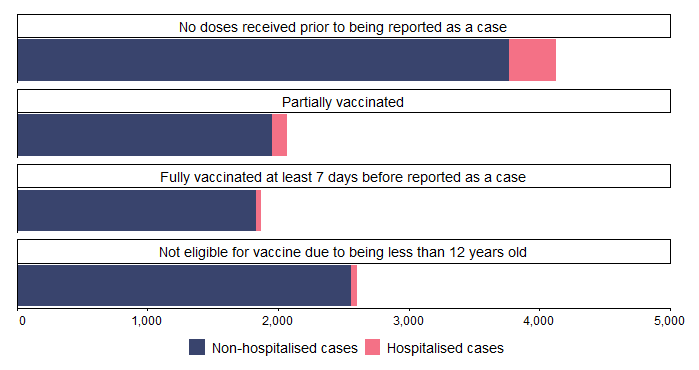 No doses received prior to being reported as a case
Partially vaccinated
Fully vaccinated at least 7 days before reported as a case
Not eligible for vaccine due to being less than 12 years old
0 1,000 2,000 3,000 4,000 5,000
Non-hospitalised cases Hospitalised cases